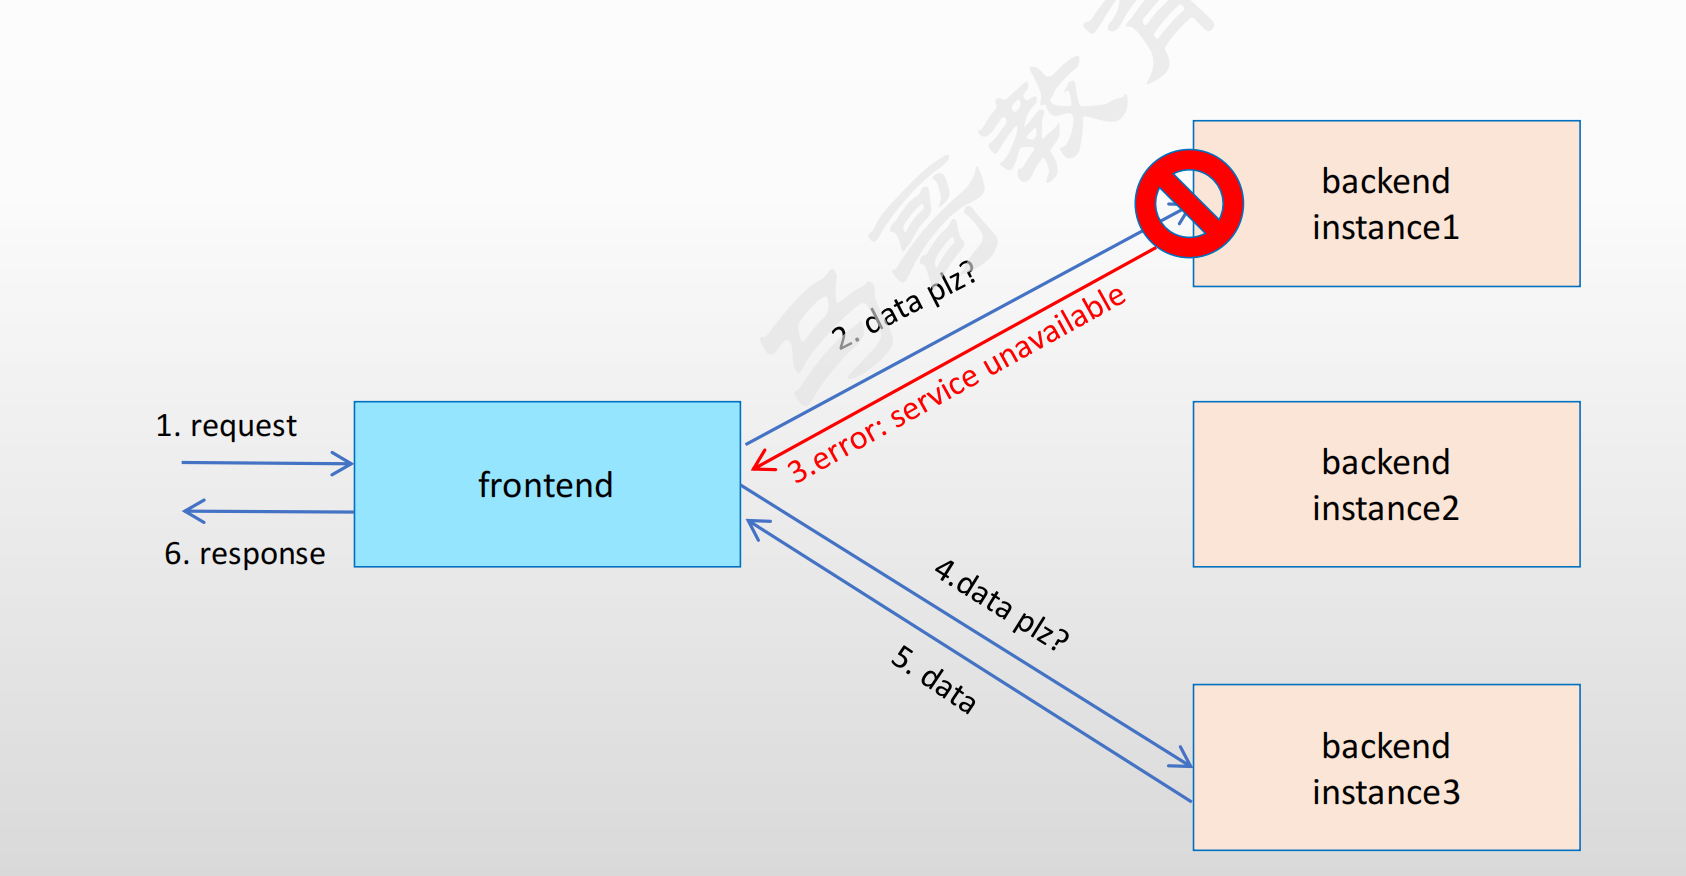 马哥教育
backend
instance1
2. data plz?
3.error: service unavailable
1. request
frontend
6. response
backend
instance2
4.data plz?
5. data
backend
instance3